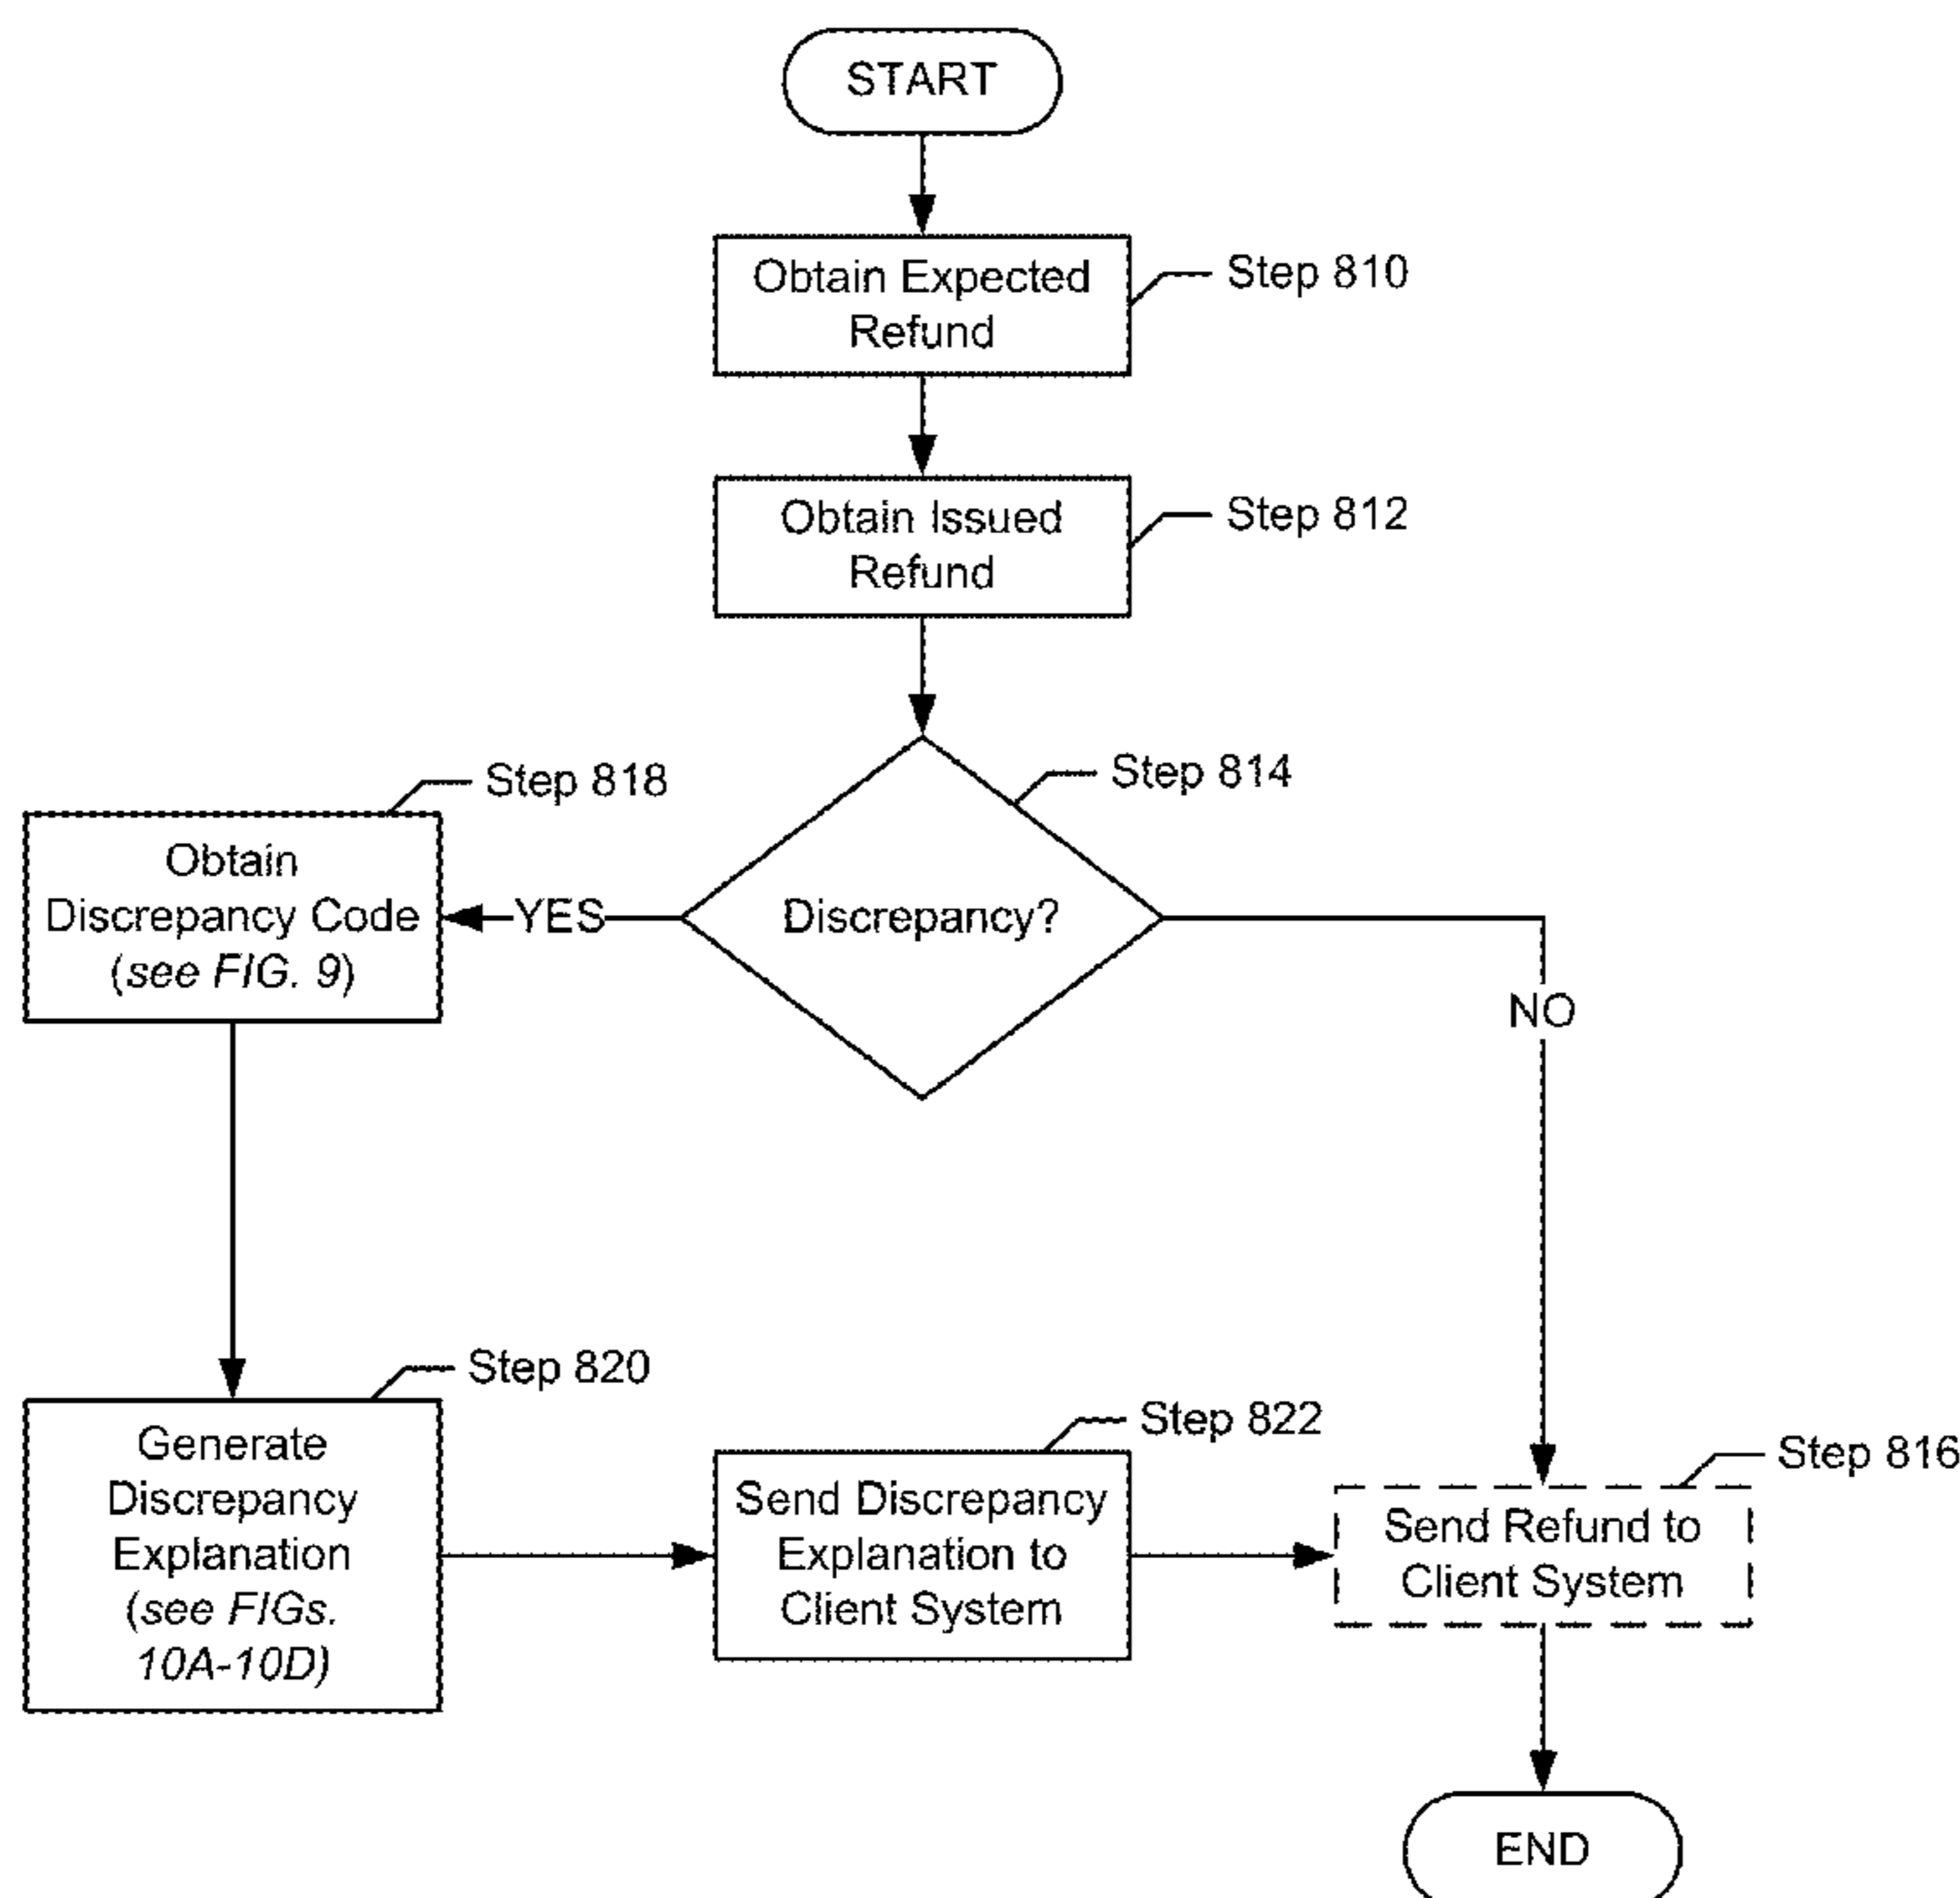 START
Obtain Expected
Refund
Step 810
Obtain Issued
Refund
Step 812
Step 814
Discrepancy?
YES
NO
Step 818
Obtain
Discrepancy Code
(see FIG. 9)
Step 820
Generate
Discrepancy
Explanation
(see FIGs.
10A-10D)
Step 822
Send Discrepancy
Explanation to
Client System
Step 816
Send Refund to
Client System
END